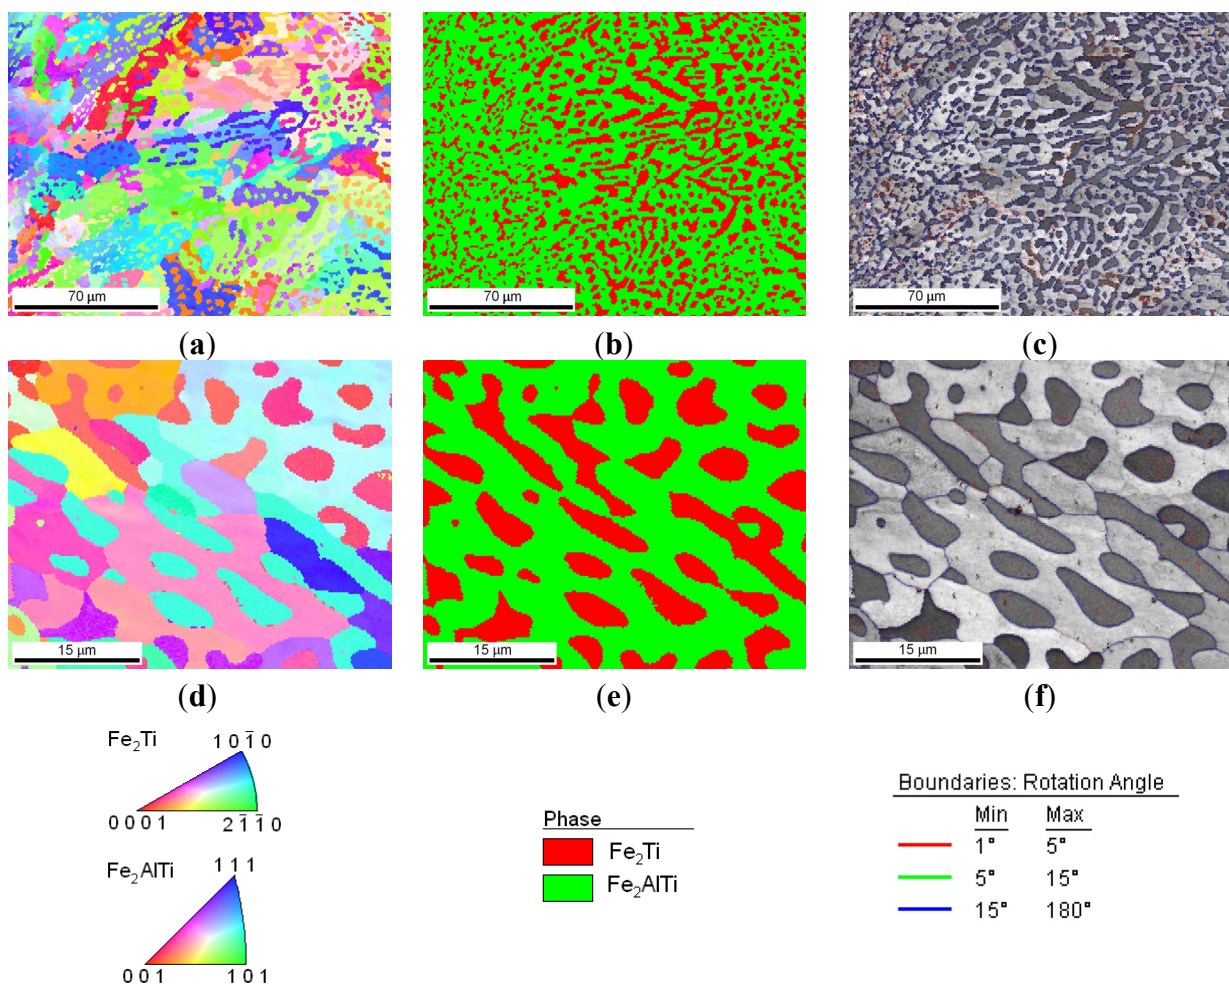 70 µm 70 µm 70 µm
(a) (b) (c)
15 µm 15 µm 15 µm
(d) (e) (f)
Fe₂Ti
1 0 1̄ 0
0 0 0 1
2 1̄ 1̄ 0
Fe₂AlTi
1 1 1
0 0 1
1 0 1
Phase
Fe₂Ti
Fe₂AlTi
Boundaries: Rotation Angle
Min Max
1° 5°
5° 15°
15° 180°